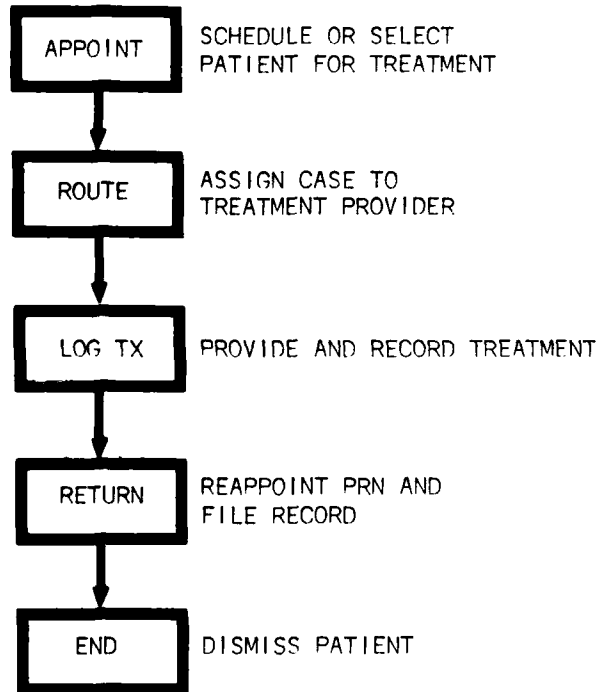 APPOINT
SCHEDULE OR SELECT
PATIENT FOR TREATMENT
ROUTE
ASSIGN CASE TO
TREATMENT PROVIDER
LOG TX
PROVIDE AND RECORD TREATMENT
RETURN
REAPPOINT PRN AND
FILE RECORD
END
DISMISS PATIENT